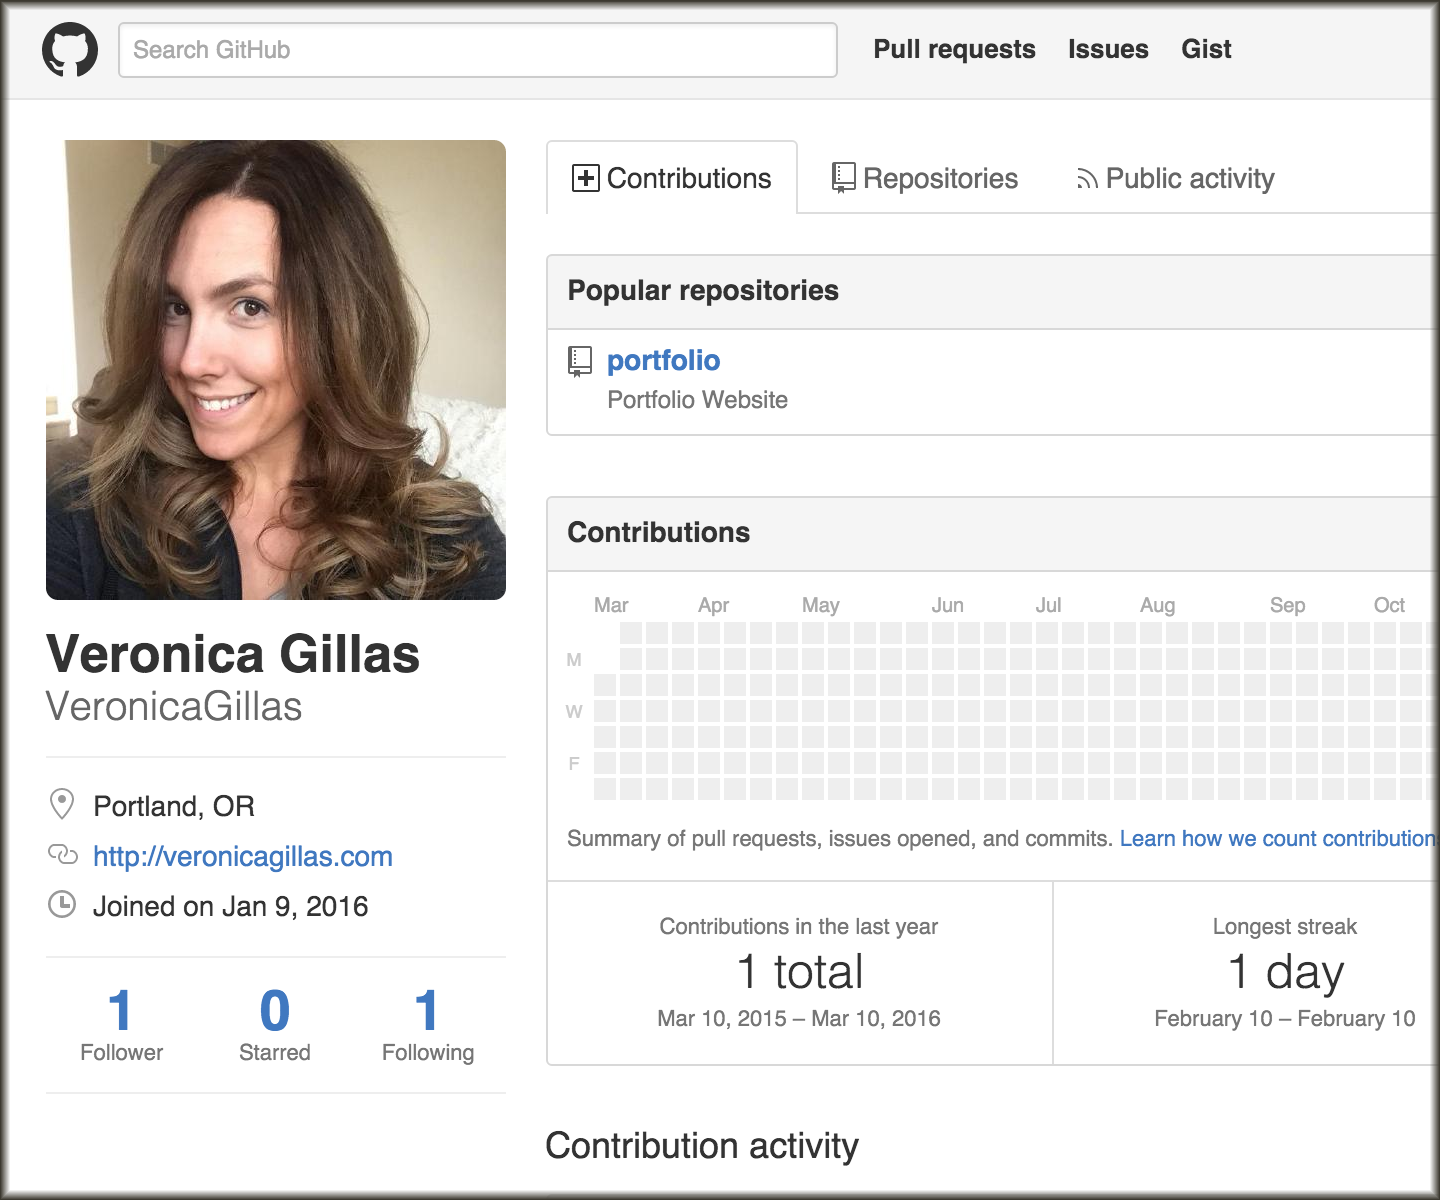 Search GitHub
Pull requests
Issues
Gist
Veronica Gillas
VeronicaGillas
Portland, OR
http://veronicagillas.com
Joined on Jan 9, 2016
1
Follower
0
Starred
1
Following
Contributions
Repositories
Public activity
Popular repositories
portfolio
Portfolio Website
Contributions
Mar Apr May Jun Jul Aug Sep Oct
M
W
F
Summary of pull requests, issues opened, and commits. Learn how we count contribution
Contributions in the last year
1 total
Mar 10, 2015 – Mar 10, 2016
Longest streak
1 day
February 10 – February 10
Contribution activity